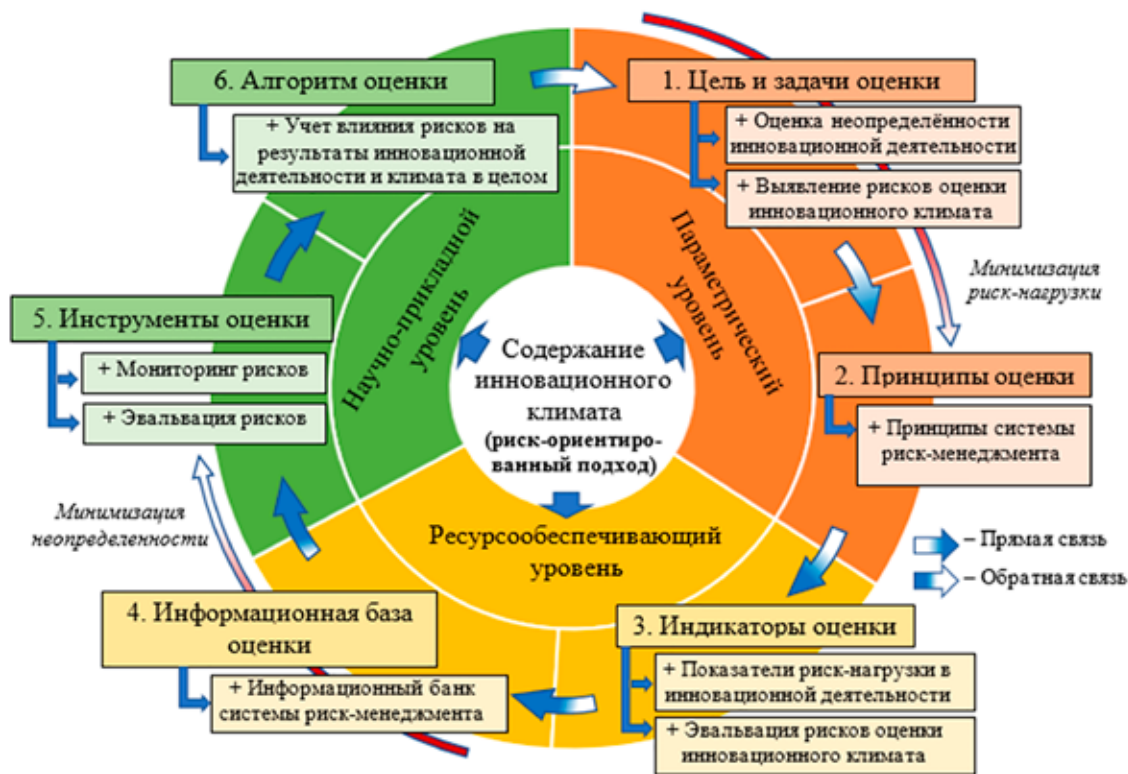 6. Алгоритм оценки
+ Учет влияния рисков на
результаты инновационной
деятельности и климата в целом
1. Цель и задачи оценки
+ Оценка неопределённости
инновационной деятельности
+ Выявление рисков оценки
инновационного климата
Минимизация
риск-нагрузки
2. Принципы оценки
+ Принципы системы
риск-менеджмента
5. Инструменты оценки
+ Мониторинг рисков
+ Эвальвация рисков
Минимизация
неопределенности
Научно-прикладной
уровень
Параметрический
уровень
Содержание
инновационного
климата
(риск-ориентиро-
ванный подход)
Ресурсообеспечивающий
уровень
– Прямая связь
– Обратная связь
4. Информационная база
оценки
+ Информационный банк
системы риск-менеджмента
3. Индикаторы оценки
+ Показатели риск-нагрузки в
инновационной деятельности
+ Эвальвация рисков оценки
инновационного климата